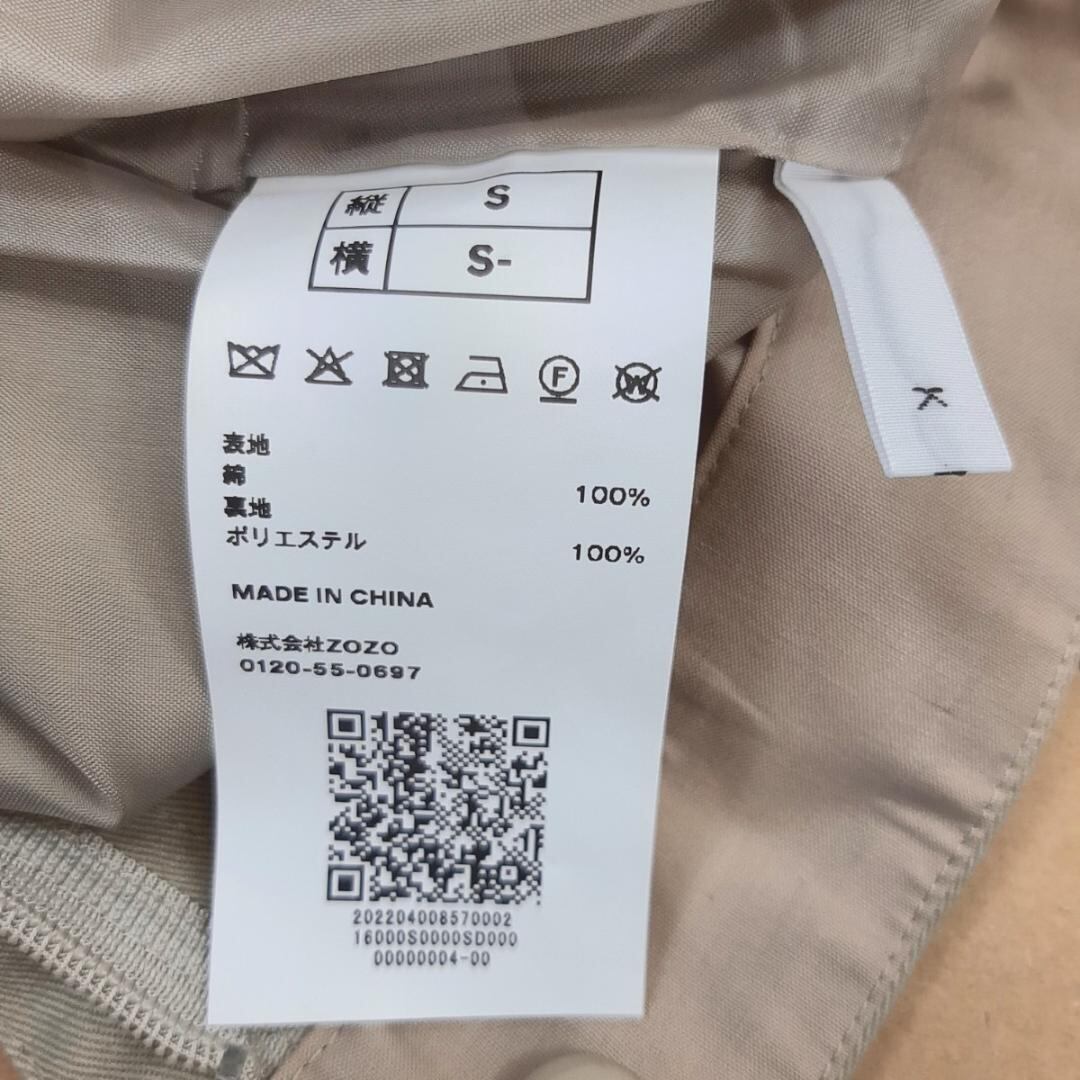 縦 S
横 S-
F
W
表地
綿 100%
裏地
ポリエステル 100%
MADE IN CHINA
株式会社ZOZO
0120-55-0697
202204008570002
16000S0000SD000
00000004-00